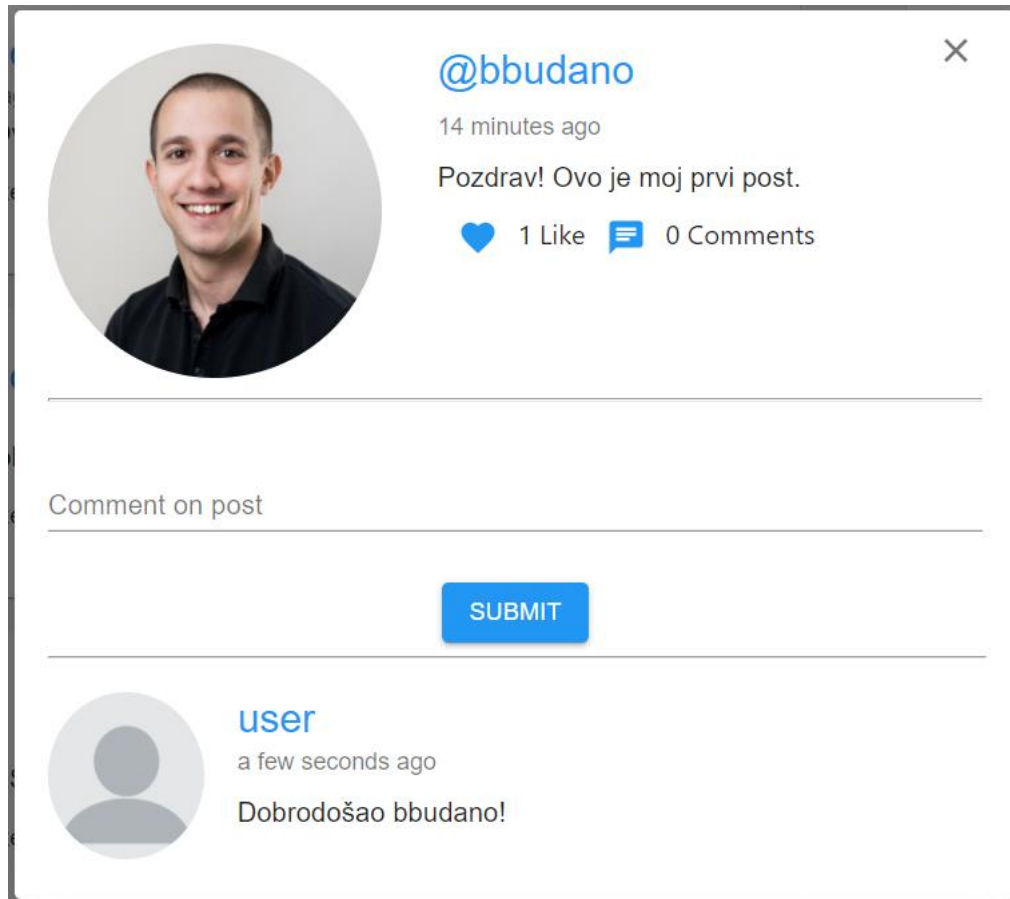 @bbudano
14 minutes ago
Pozdrav! Ovo je moj prvi post.
1 Like 0 Comments
Comment on post
SUBMIT
user
a few seconds ago
Dobrodošao bbudano!